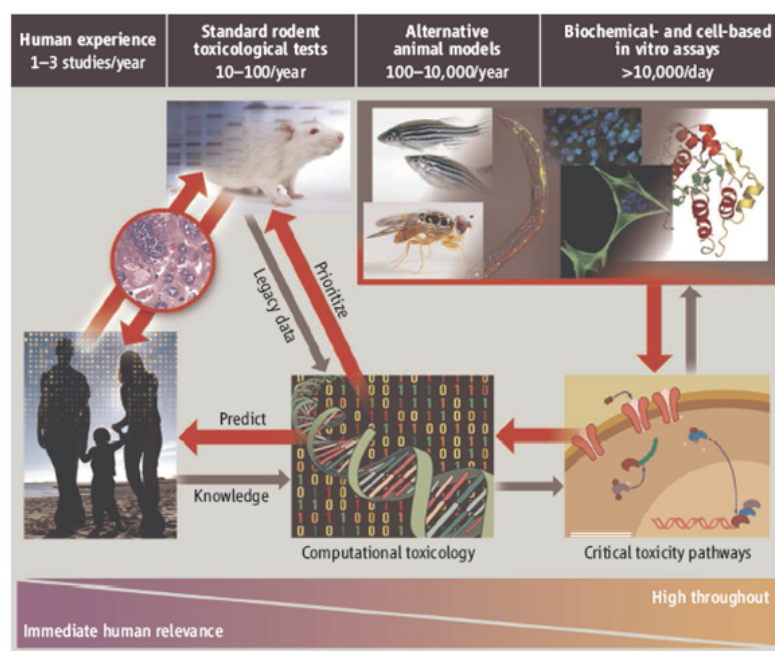 Human experience
1–3 studies/year
Standard rodent
toxicological tests
10–100/year
Alternative
animal models
100–10,000/year
Biochemical- and cell-based
in vitro assays
>10,000/day
Legacy data
Prioritize
Predict
Knowledge
Computational toxicology
Critical toxicity pathways
High throughout
Immediate human relevance